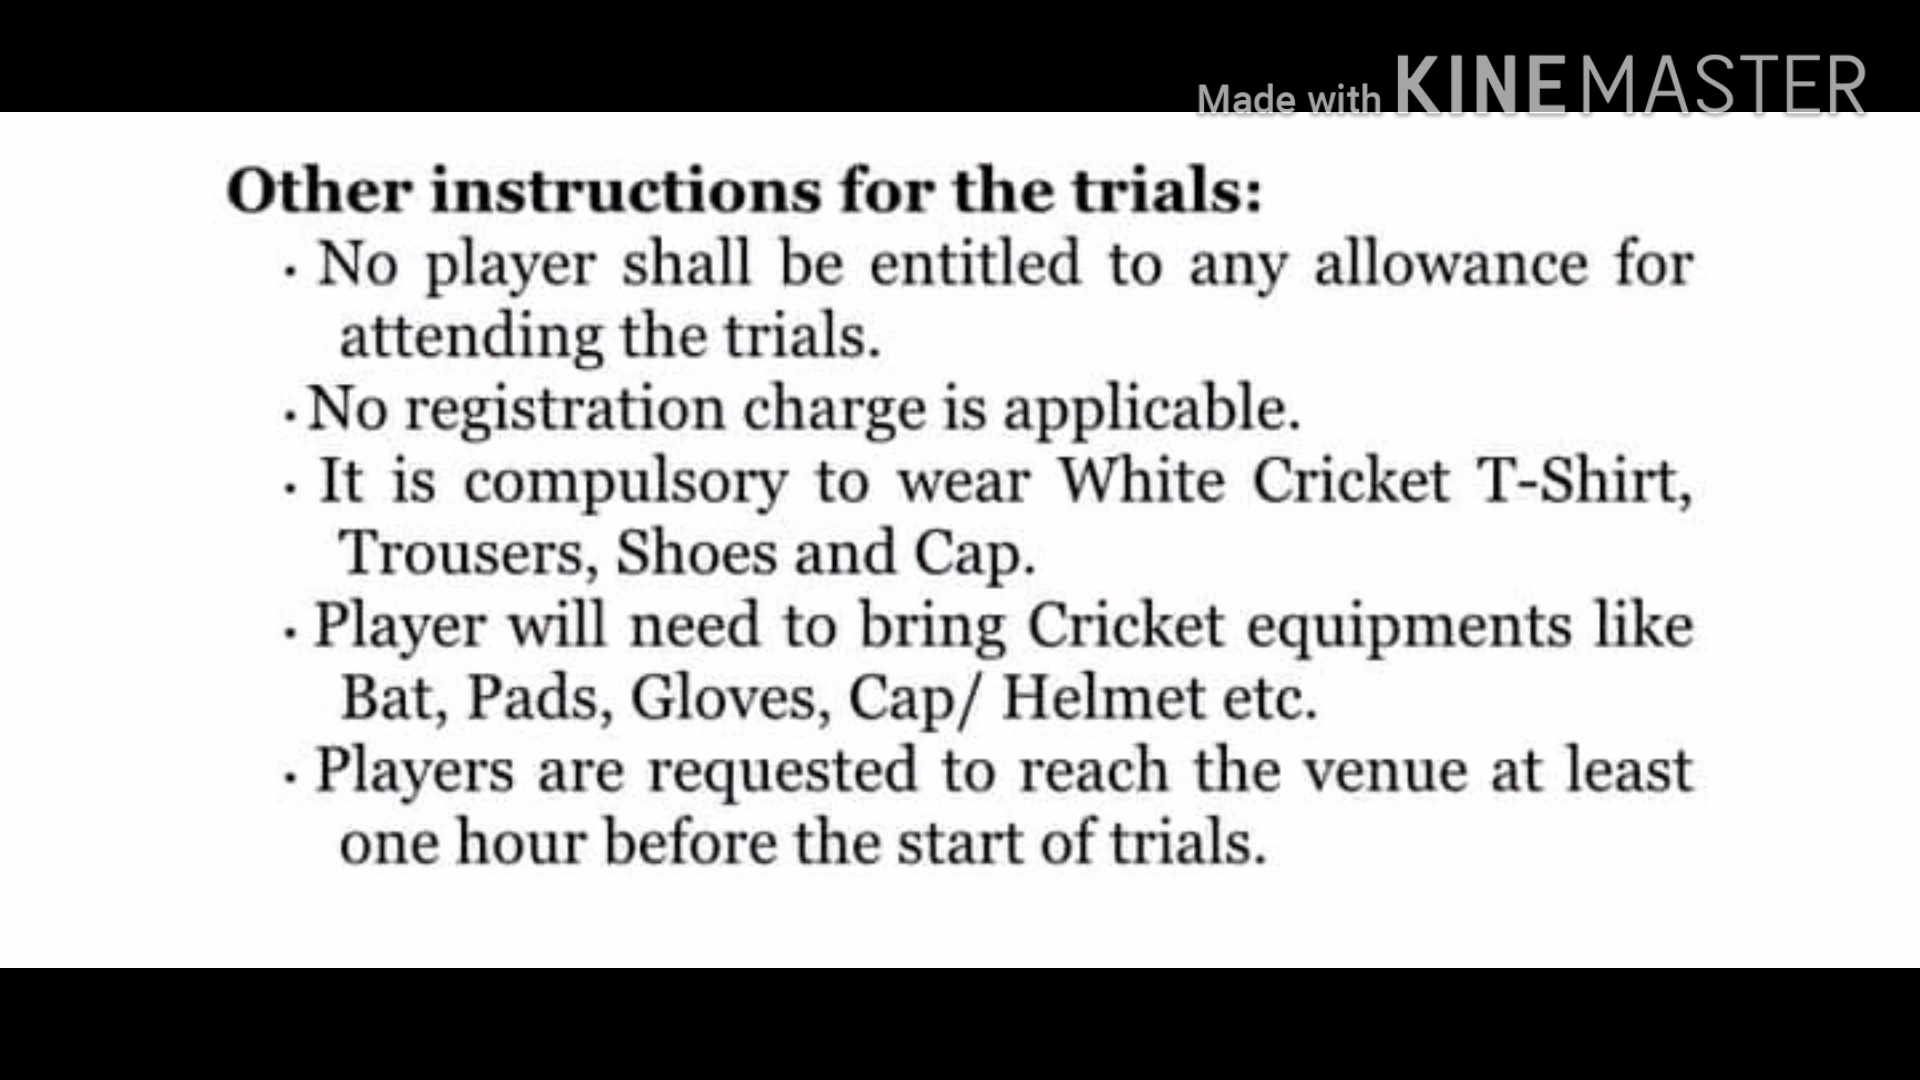 Made with KINEMASTER
Other instructions for the trials:
· No player shall be entitled to any allowance for
attending the trials.
· No registration charge is applicable.
· It is compulsory to wear White Cricket T-Shirt,
Trousers, Shoes and Cap.
· Player will need to bring Cricket equipments like
Bat, Pads, Gloves, Cap/ Helmet etc.
· Players are requested to reach the venue at least
one hour before the start of trials.